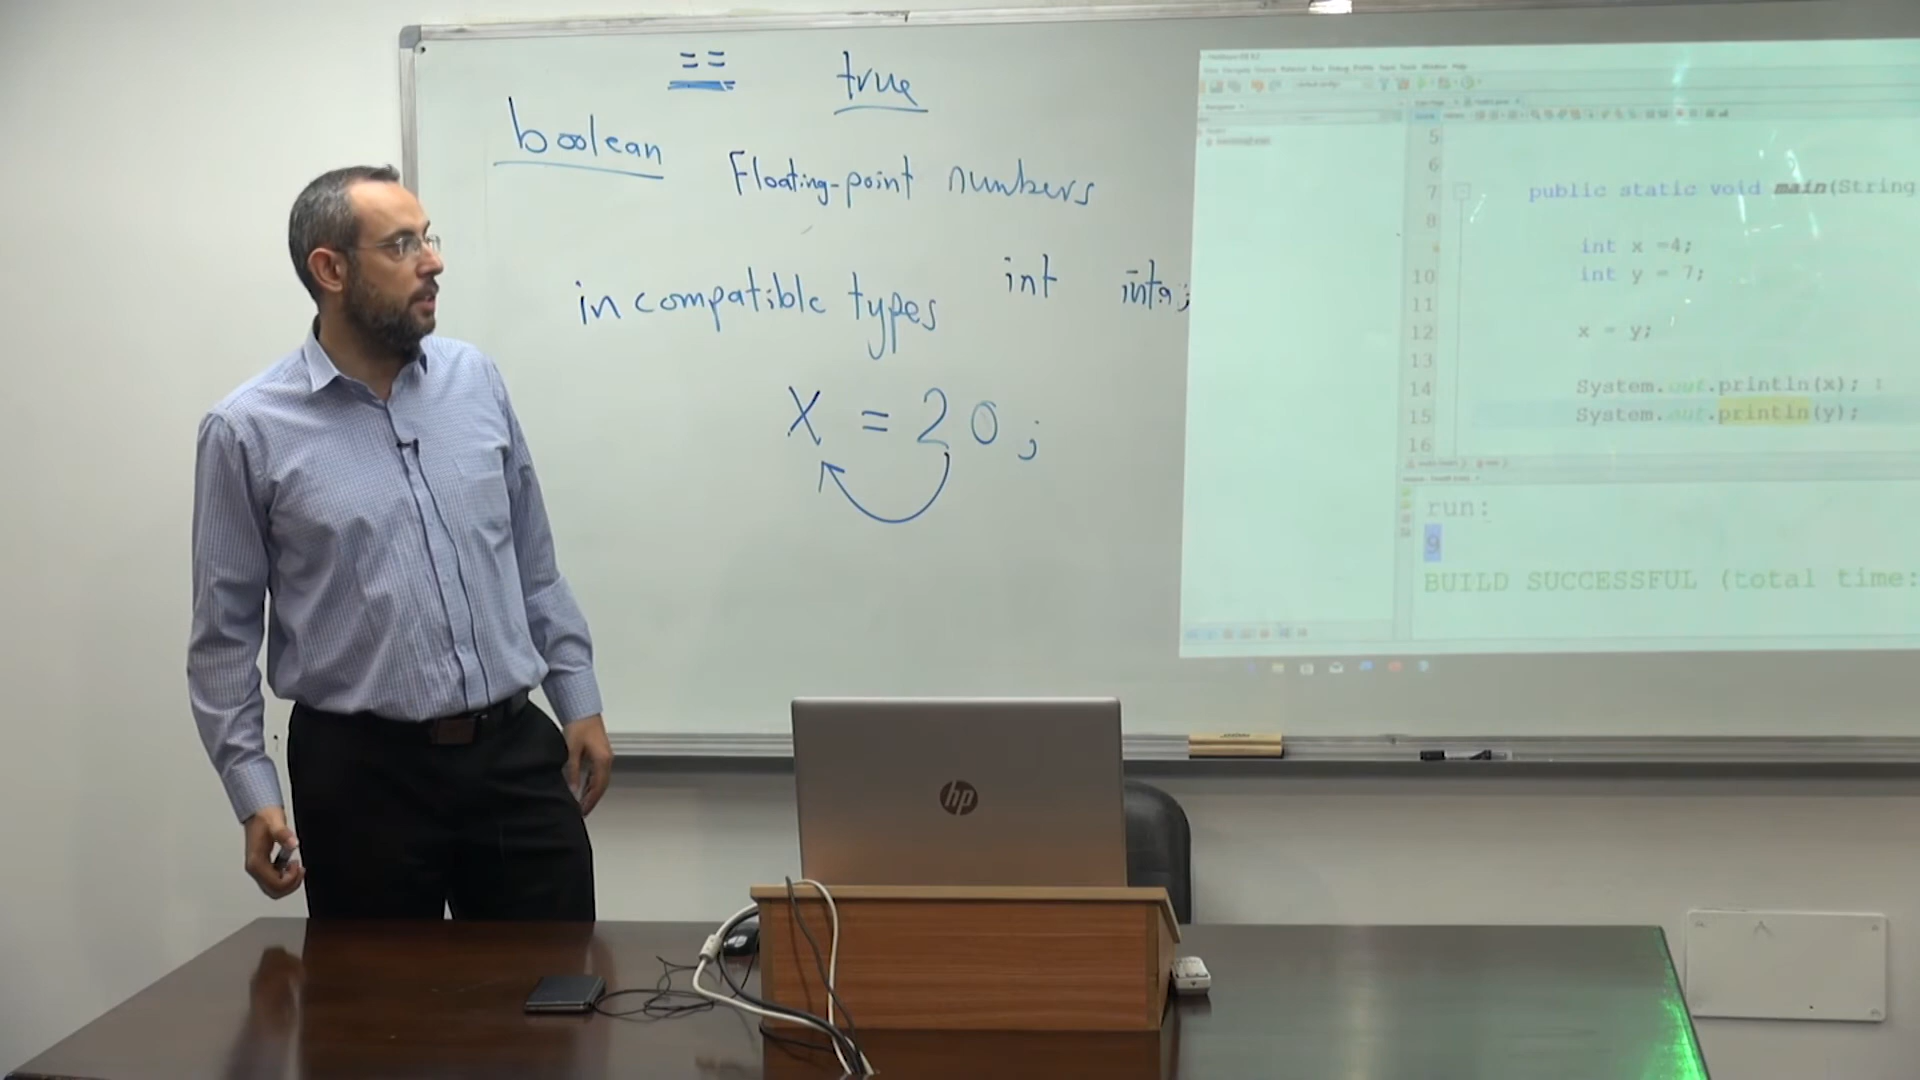 == true
boolean
Floating-point numbers
incompatible types int
X = 20;
5
6
7 public static void main(String
8
int x =4;
10 int y = 7;
11
12 x = y;
13
14 System.out.println(x);
15 System.out.println(y);
16
run:
9
BUILD SUCCESSFUL (total time:
hp